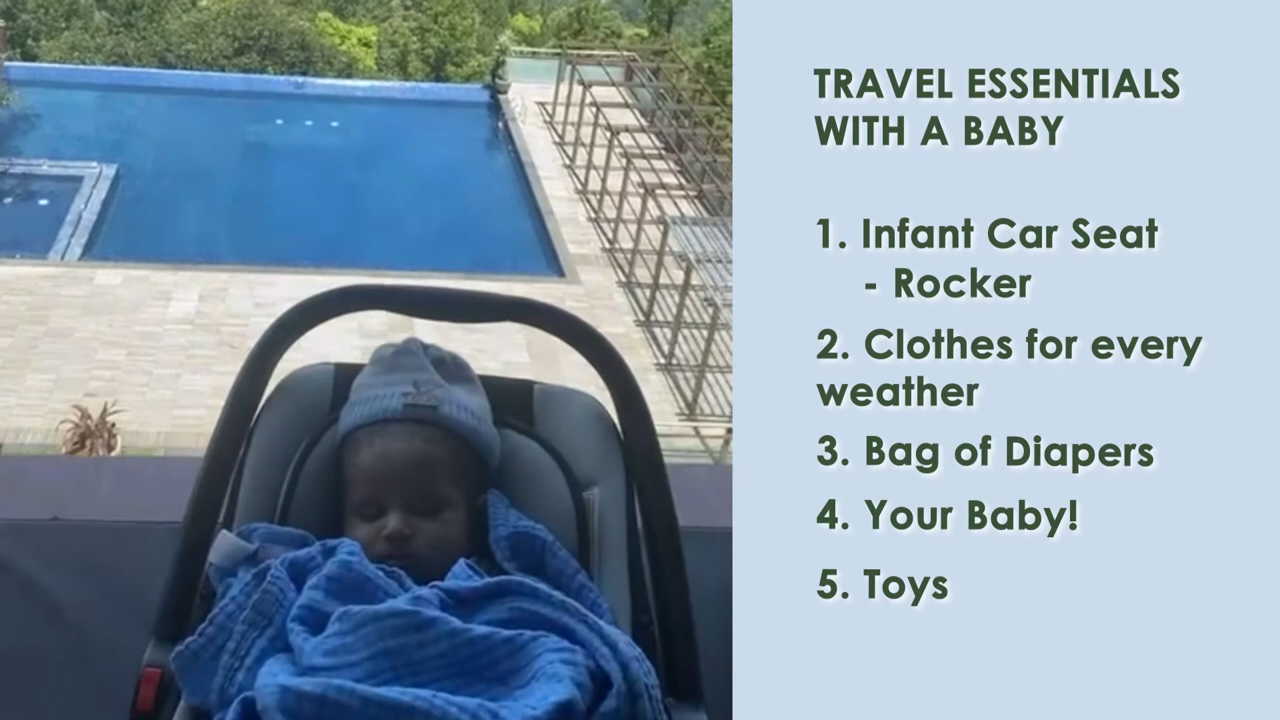 TRAVEL ESSENTIALS
WITH A BABY
1. Infant Car Seat
- Rocker
2. Clothes for every
weather
3. Bag of Diapers
4. Your Baby!
5. Toys